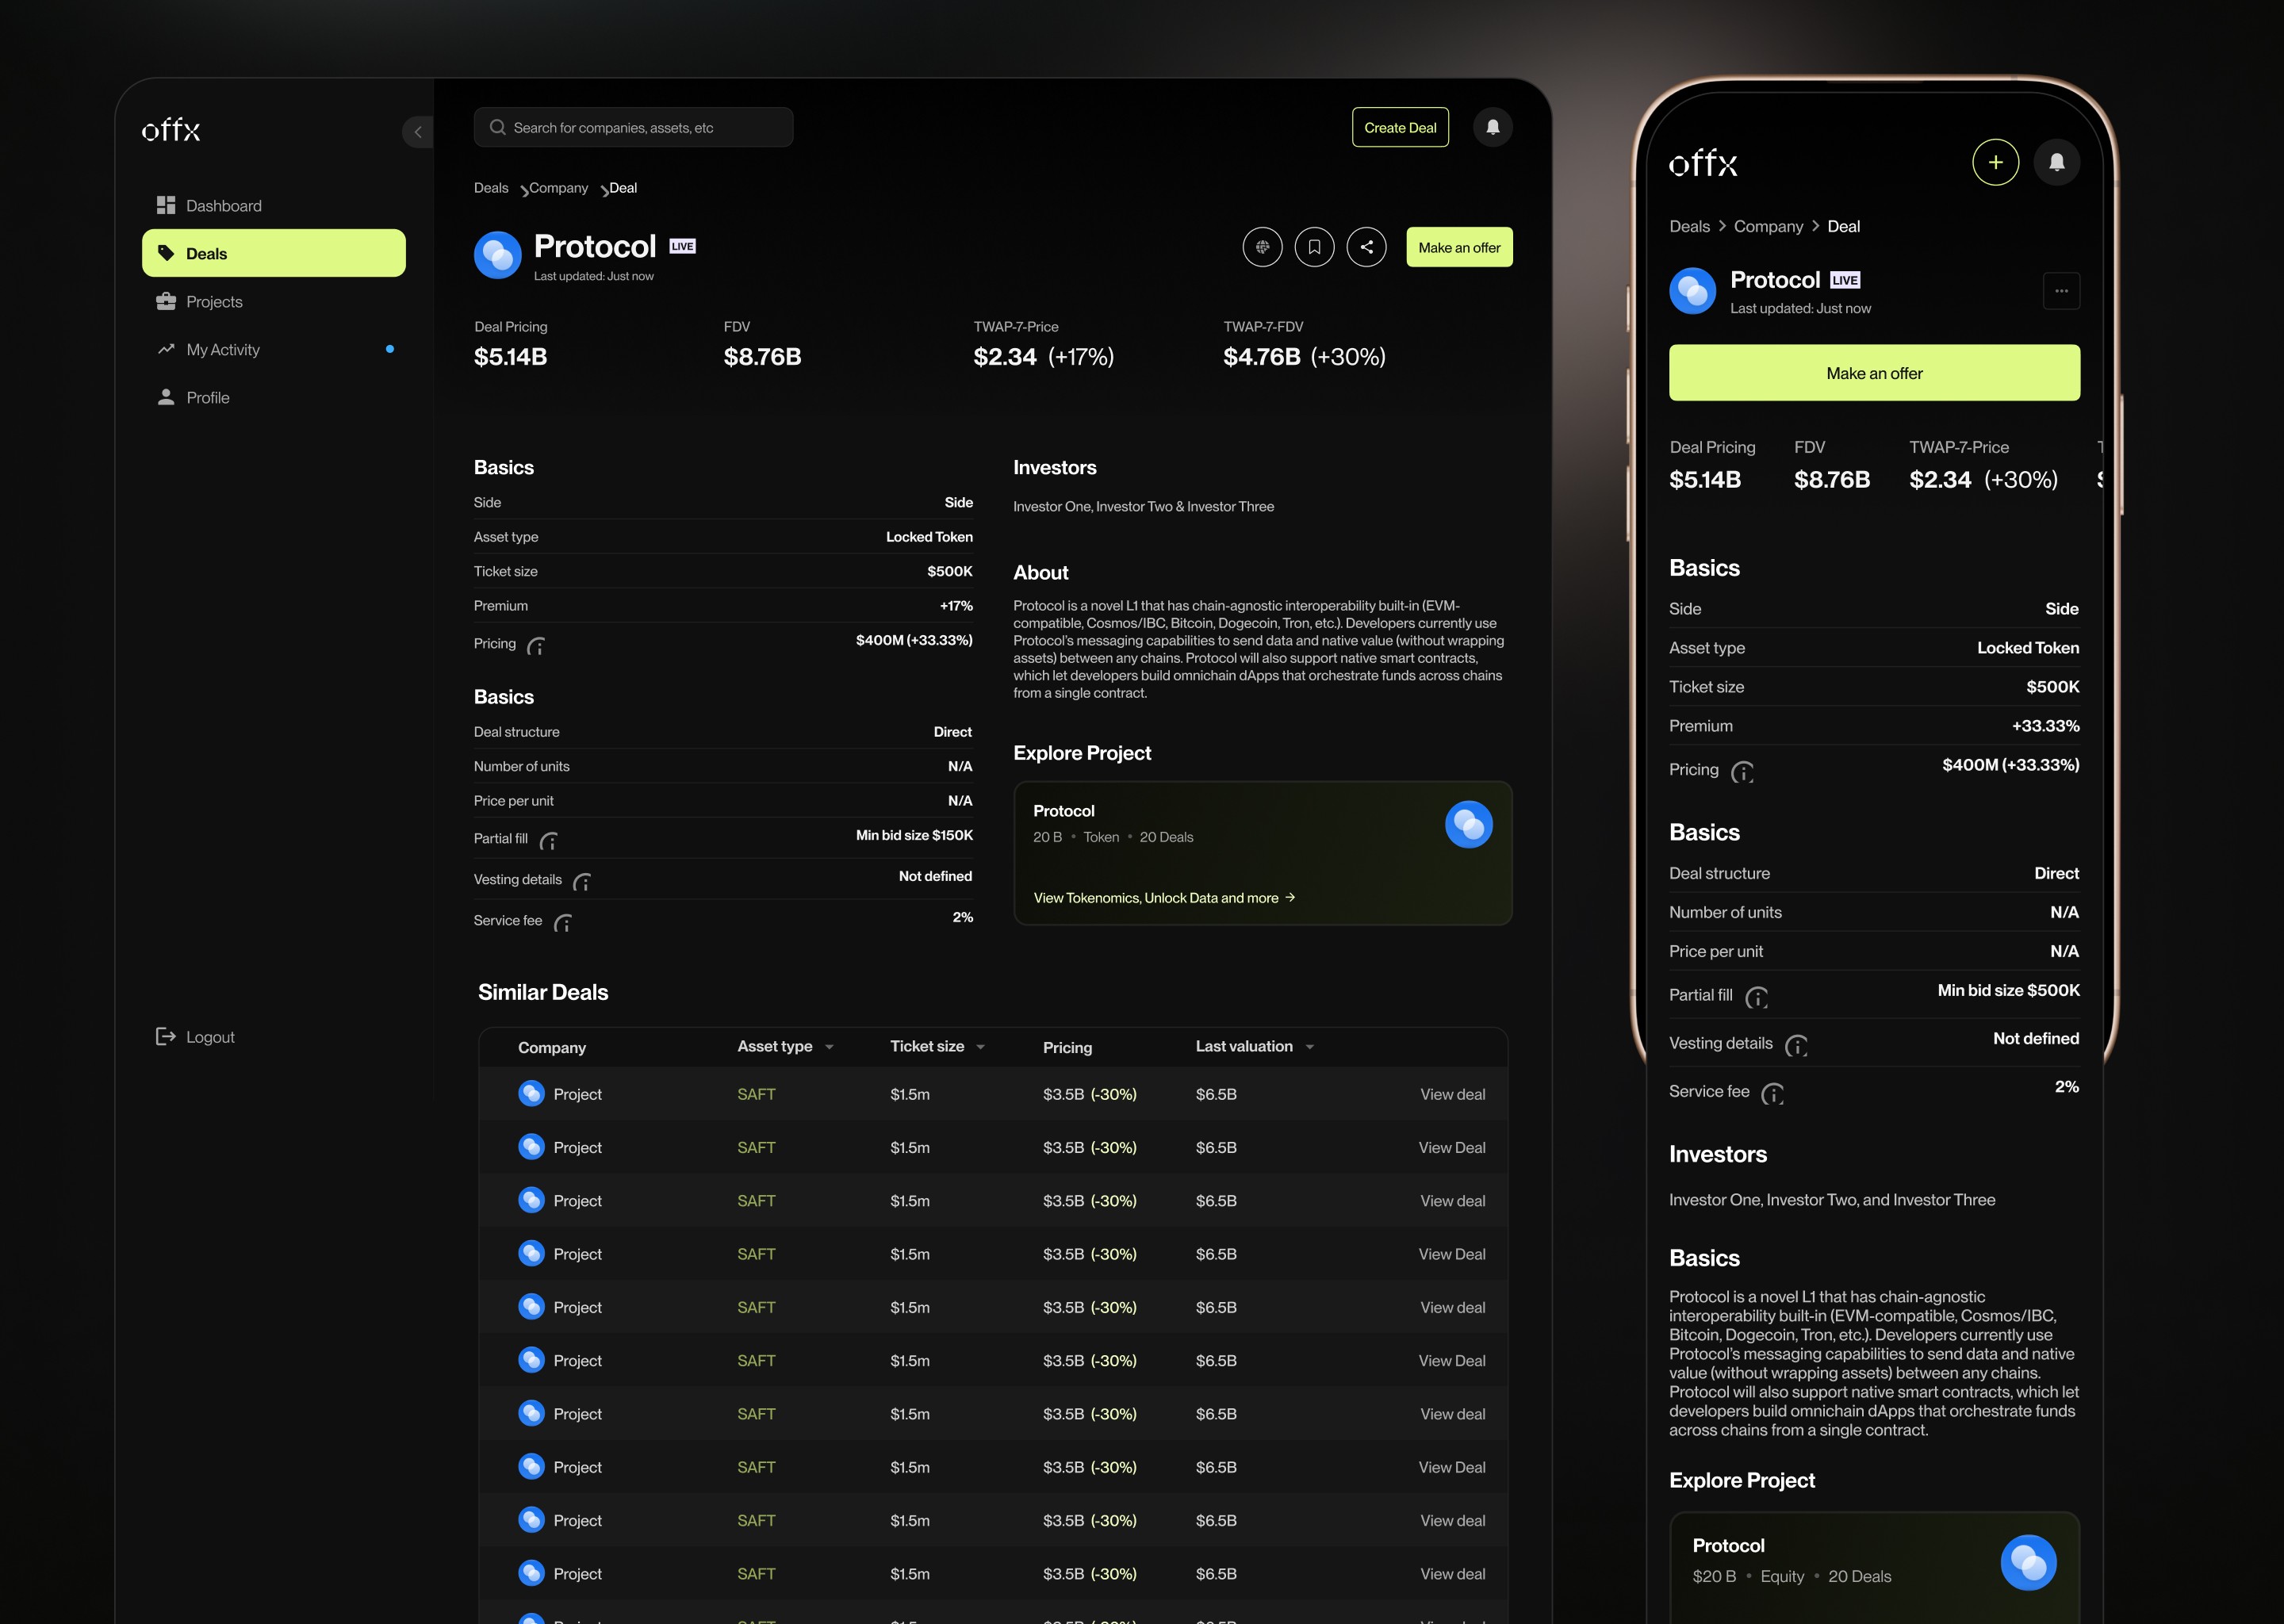 offx
Dashboard
Deals
Projects
My Activity
Profile
Logout
Search for companies, assets, etc
Create Deal
Deals Company Deal
Protocol LIVE
Last updated: Just now
Make an offer
Deal Pricing FDV TWAP-7-Price TWAP-7-FDV
$5.14B $8.76B $2.34 (+17%) $4.76B (+30%)
Basics
Side Side
Asset type Locked Token
Ticket size $500K
Premium +17%
Pricing $400M (+33.33%)
Basics
Deal structure Direct
Number of units N/A
Price per unit N/A
Partial fill Min bid size $150K
Vesting details Not defined
Service fee 2%
Investors
Investor One, Investor Two & Investor Three
About
Protocol is a novel L1 that has chain-agnostic interoperability built-in (EVM-
compatible, Cosmos/IBC, Bitcoin, Dogecoin, Tron, etc.). Developers currently use
Protocol's messaging capabilities to send data and native value (without wrapping
assets) between any chains. Protocol will also support native smart contracts,
which let developers build omnichain dApps that orchestrate funds across chains
from a single contract.
Explore Project
Protocol
20 B • Token • 20 Deals
View Tokenomics, Unlock Data and more →
Similar Deals
Company Asset type Ticket size Pricing Last valuation
Project SAFT $1.5m $3.5B (-30%) $6.5B View deal
Project SAFT $1.5m $3.5B (-30%) $6.5B View Deal
Project SAFT $1.5m $3.5B (-30%) $6.5B View deal
Project SAFT $1.5m $3.5B (-30%) $6.5B View Deal
Project SAFT $1.5m $3.5B (-30%) $6.5B View deal
Project SAFT $1.5m $3.5B (-30%) $6.5B View Deal
Project SAFT $1.5m $3.5B (-30%) $6.5B View deal
Project SAFT $1.5m $3.5B (-30%) $6.5B View Deal
Project SAFT $1.5m $3.5B (-30%) $6.5B View deal
Project SAFT $1.5m $3.5B (-30%) $6.5B View deal
offx
Deals > Company > Deal
Protocol LIVE
Last updated: Just now
Make an offer
Deal Pricing FDV TWAP-7-Price
$5.14B $8.76B $2.34 (+30%)
Basics
Side Side
Asset type Locked Token
Ticket size $500K
Premium +33.33%
Pricing $400M (+33.33%)
Basics
Deal structure Direct
Number of units N/A
Price per unit N/A
Partial fill Min bid size $500K
Vesting details Not defined
Service fee 2%
Investors
Investor One, Investor Two, and Investor Three
Basics
Protocol is a novel L1 that has chain-agnostic
interoperability built-in (EVM-compatible, Cosmos/IBC,
Bitcoin, Dogecoin, Tron, etc.). Developers currently use
Protocol's messaging capabilities to send data and native
value (without wrapping assets) between any chains.
Protocol will also support native smart contracts, which let
developers build omnichain dApps that orchestrate funds
across chains from a single contract.
Explore Project
Protocol
$20 B • Equity • 20 Deals